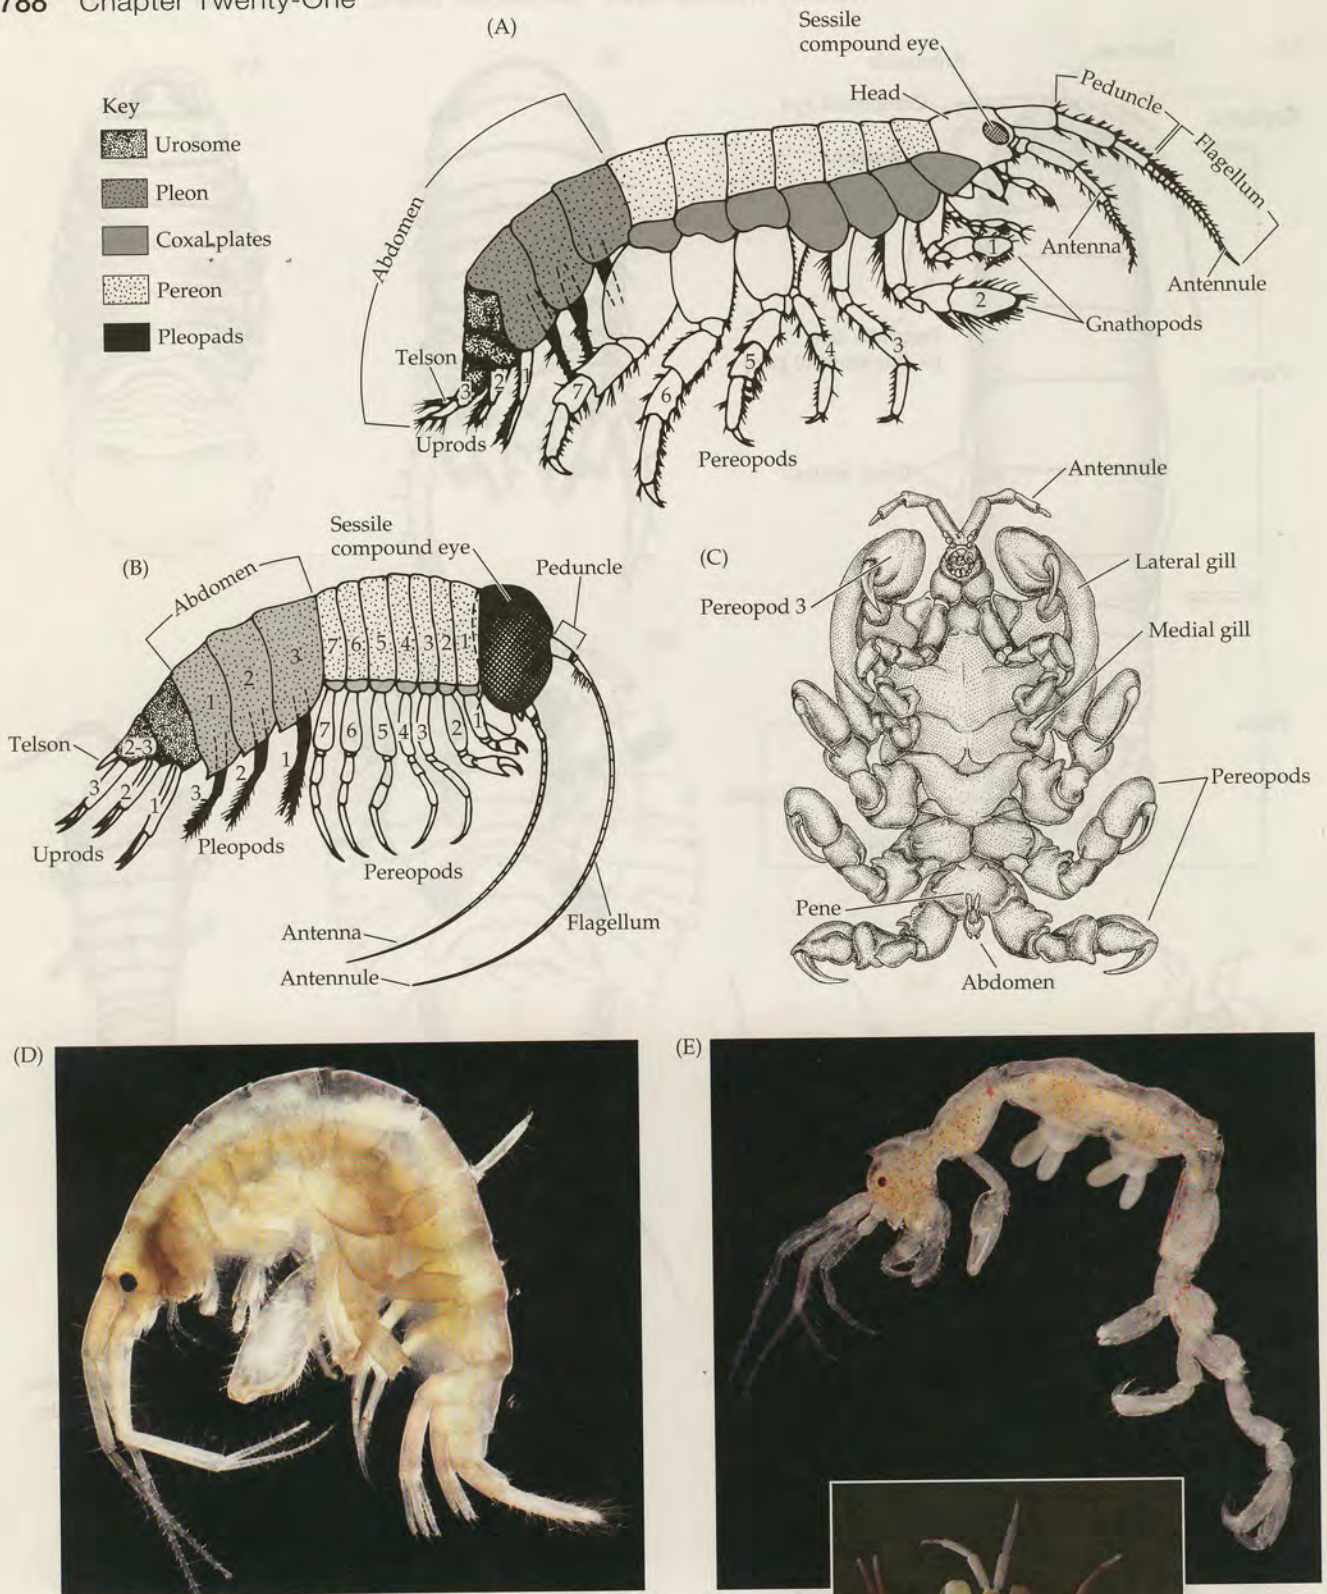 788 Chapter Twenty-One
(A)
Key
Urosome
Pleon
Coxal plates
Pereon
Pleopads
Sessile
compound eye
Head
Peduncle
Flagellum
Abdomen
Antenna
Antennule
1
2
Gnathopods
Telson
3
2
1
Uprods
7
6
5
4
3
Pereopods
(B)
Abdomen
Sessile
compound eye
Peduncle
7 6 5 4 3 2 1
1 2 3
2-3
Telson
3 2 1
Uprods
3 2 1
Pleopods
7 6 5 4 3 2 1
Pereopods
Antenna
Antennule
Flagellum
(C)
Antennule
Pereopod 3
Lateral gill
Medial gill
Pereopods
Pene
Abdomen
(D)
(E)